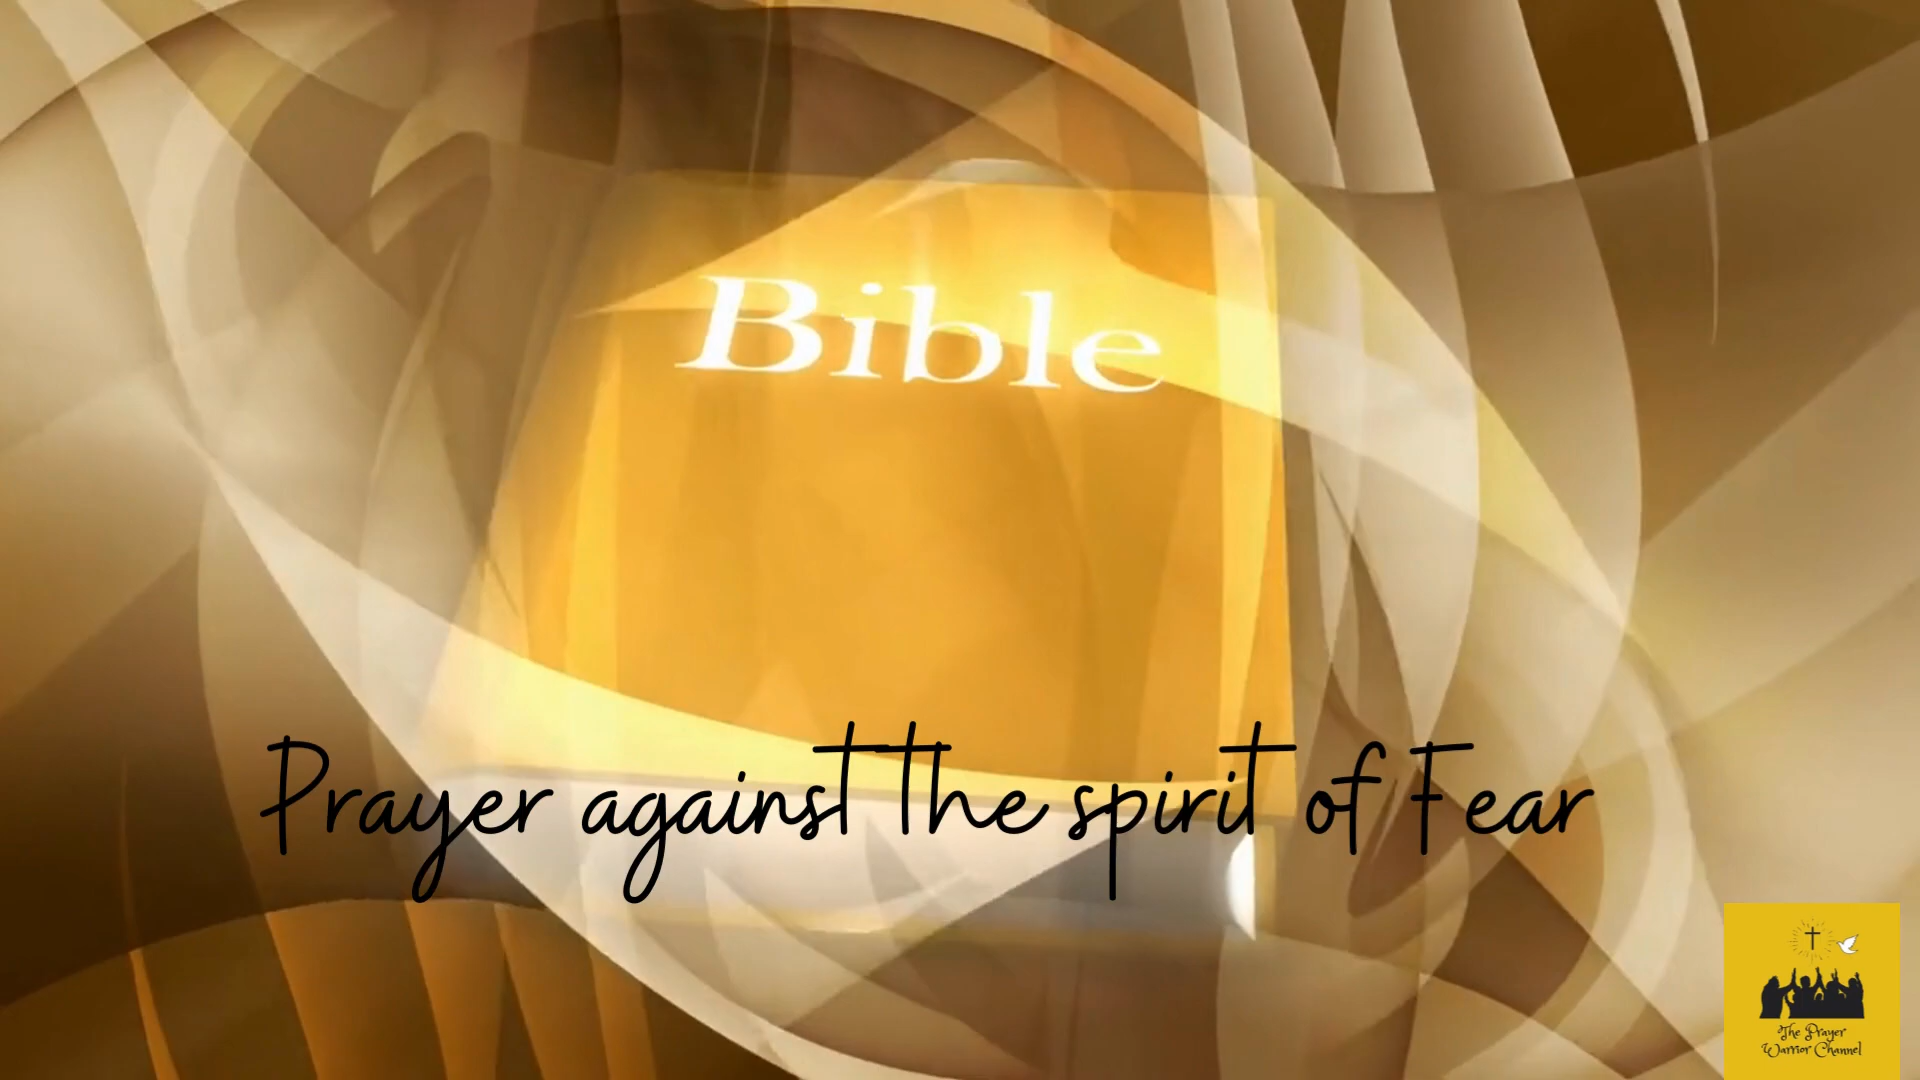 Bible
Prayer against the spirit of Fear
The Prayer
Warrior Channel